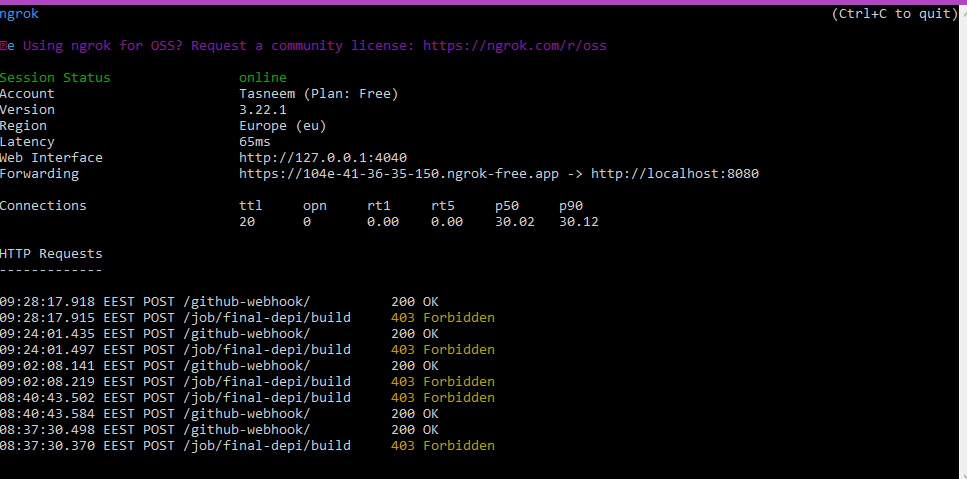 ngrok (Ctrl+C to quit)
e Using ngrok for OSS? Request a community license: https://ngrok.com/r/oss
Session Status online
Account Tasneem (Plan: Free)
Version 3.22.1
Region Europe (eu)
Latency 65ms
Web Interface http://127.0.0.1:4040
Forwarding https://104e-41-36-35-150.ngrok-free.app -> http://localhost:8080
Connections ttl opn rt1 rt5 p50 p90
20 0 0.00 0.00 30.02 30.12
HTTP Requests
-------------
09:28:17.918 EEST POST /github-webhook/ 200 OK
09:28:17.915 EEST POST /job/final-depi/build 403 Forbidden
09:24:01.435 EEST POST /github-webhook/ 200 OK
09:24:01.497 EEST POST /job/final-depi/build 403 Forbidden
09:02:08.141 EEST POST /github-webhook/ 200 OK
09:02:08.219 EEST POST /job/final-depi/build 403 Forbidden
08:40:43.502 EEST POST /job/final-depi/build 403 Forbidden
08:40:43.584 EEST POST /github-webhook/ 200 OK
08:37:30.498 EEST POST /github-webhook/ 200 OK
08:37:30.370 EEST POST /job/final-depi/build 403 Forbidden